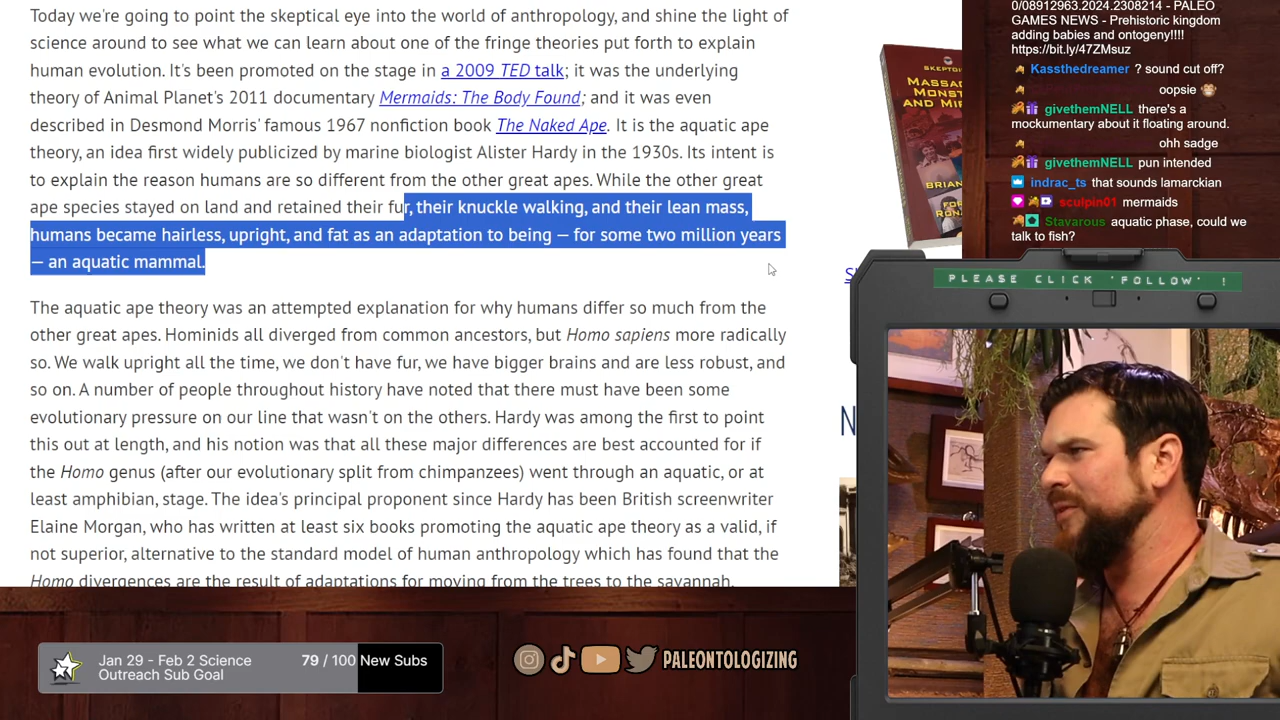 Today we're going to point the skeptical eye into the world of anthropology, and shine the light of
science around to see what we can learn about one of the fringe theories put forth to explain
human evolution. It's been promoted on the stage in a 2009 TED talk; it was the underlying
theory of Animal Planet's 2011 documentary Mermaids: The Body Found; and it was even
described in Desmond Morris' famous 1967 nonfiction book The Naked Ape. It is the aquatic ape
theory, an idea first widely publicized by marine biologist Alister Hardy in the 1930s. Its intent is
to explain the reason humans are so different from the other great apes. While the other great
ape species stayed on land and retained their fur, their knuckle walking, and their lean mass,
humans became hairless, upright, and fat as an adaptation to being — for some two million years
— an aquatic mammal.
The aquatic ape theory was an attempted explanation for why humans differ so much from the
other great apes. Hominids all diverged from common ancestors, but Homo sapiens more radically
so. We walk upright all the time, we don't have fur, we have bigger brains and are less robust, and
so on. A number of people throughout history have noted that there must have been some
evolutionary pressure on our line that wasn't on the others. Hardy was among the first to point
this out at length, and his notion was that all these major differences are best accounted for if
the Homo genus (after our evolutionary split from chimpanzees) went through an aquatic, or at
least amphibian, stage. The idea's principal proponent since Hardy has been British screenwriter
Elaine Morgan, who has written at least six books promoting the aquatic ape theory as a valid, if
not superior, alternative to the standard model of human anthropology which has found that the
Homo divergences are the result of adaptations for moving from the trees to the savannah.
SKEPTOI
MASSA
MONST
AND MIR
BRIAN
FOR
RON
S
N
0/08912963.2024.2308214 - PALEO
GAMES NEWS - Prehistoric kingdom
adding babies and ontogeny!!!!
https://bit.ly/47ZMsuz
Kassthedreamer ? sound cut off?
oopsie
givethemNELL there's a
mockumentary about it floating around.
ohh sadge
givethemNELL pun intended
indrac_ts that sounds lamarckian
sculpin01 mermaids
Stavarous aquatic phase, could we
talk to fish?
PLEASE CLICK 'FOLLOW' !
Jan 29 - Feb 2 Science
Outreach Sub Goal
79 / 100 New Subs
PALEONTOLOGIZING